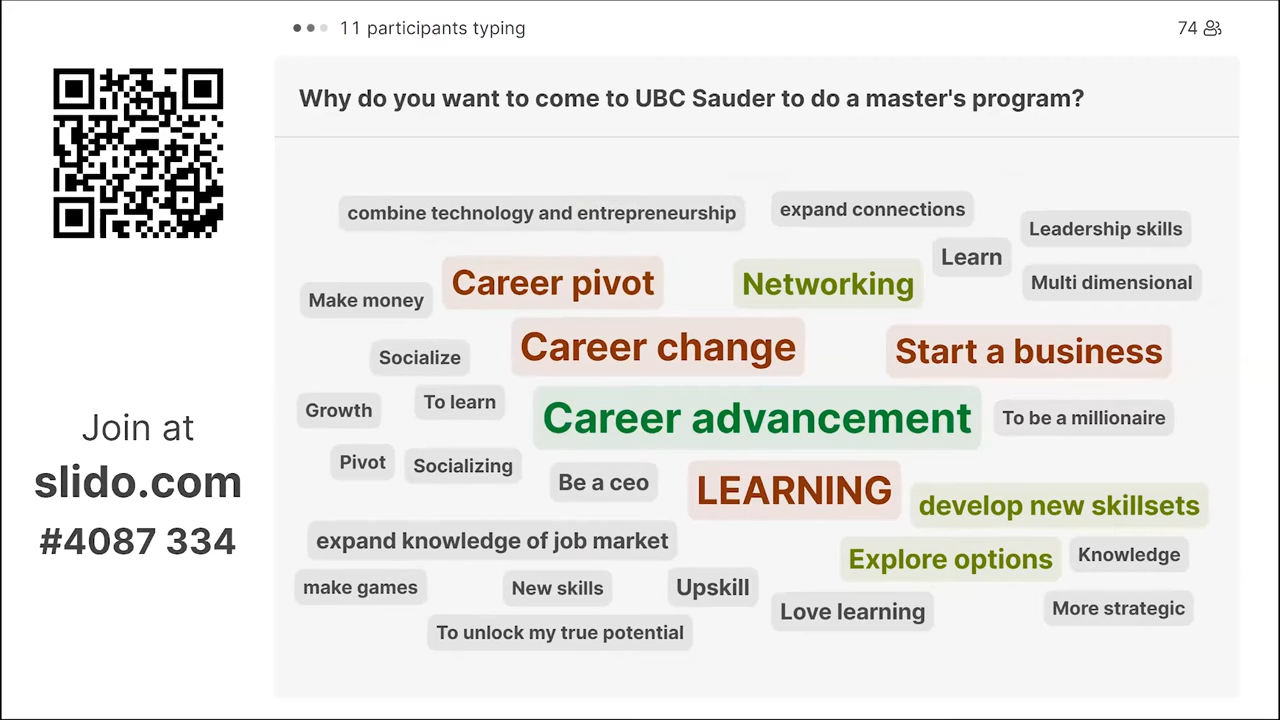 11 participants typing
74
Why do you want to come to UBC Sauder to do a master's program?
combine technology and entrepreneurship
expand connections
Leadership skills
Learn
Multi dimensional
Career pivot
Networking
Make money
Career change
Start a business
Socialize
To learn
Growth
Career advancement
To be a millionaire
Pivot
Socializing
Be a ceo
LEARNING
develop new skillsets
expand knowledge of job market
Explore options
Knowledge
make games
New skills
Upskill
Love learning
More strategic
To unlock my true potential
Join at
slido.com
#4087 334